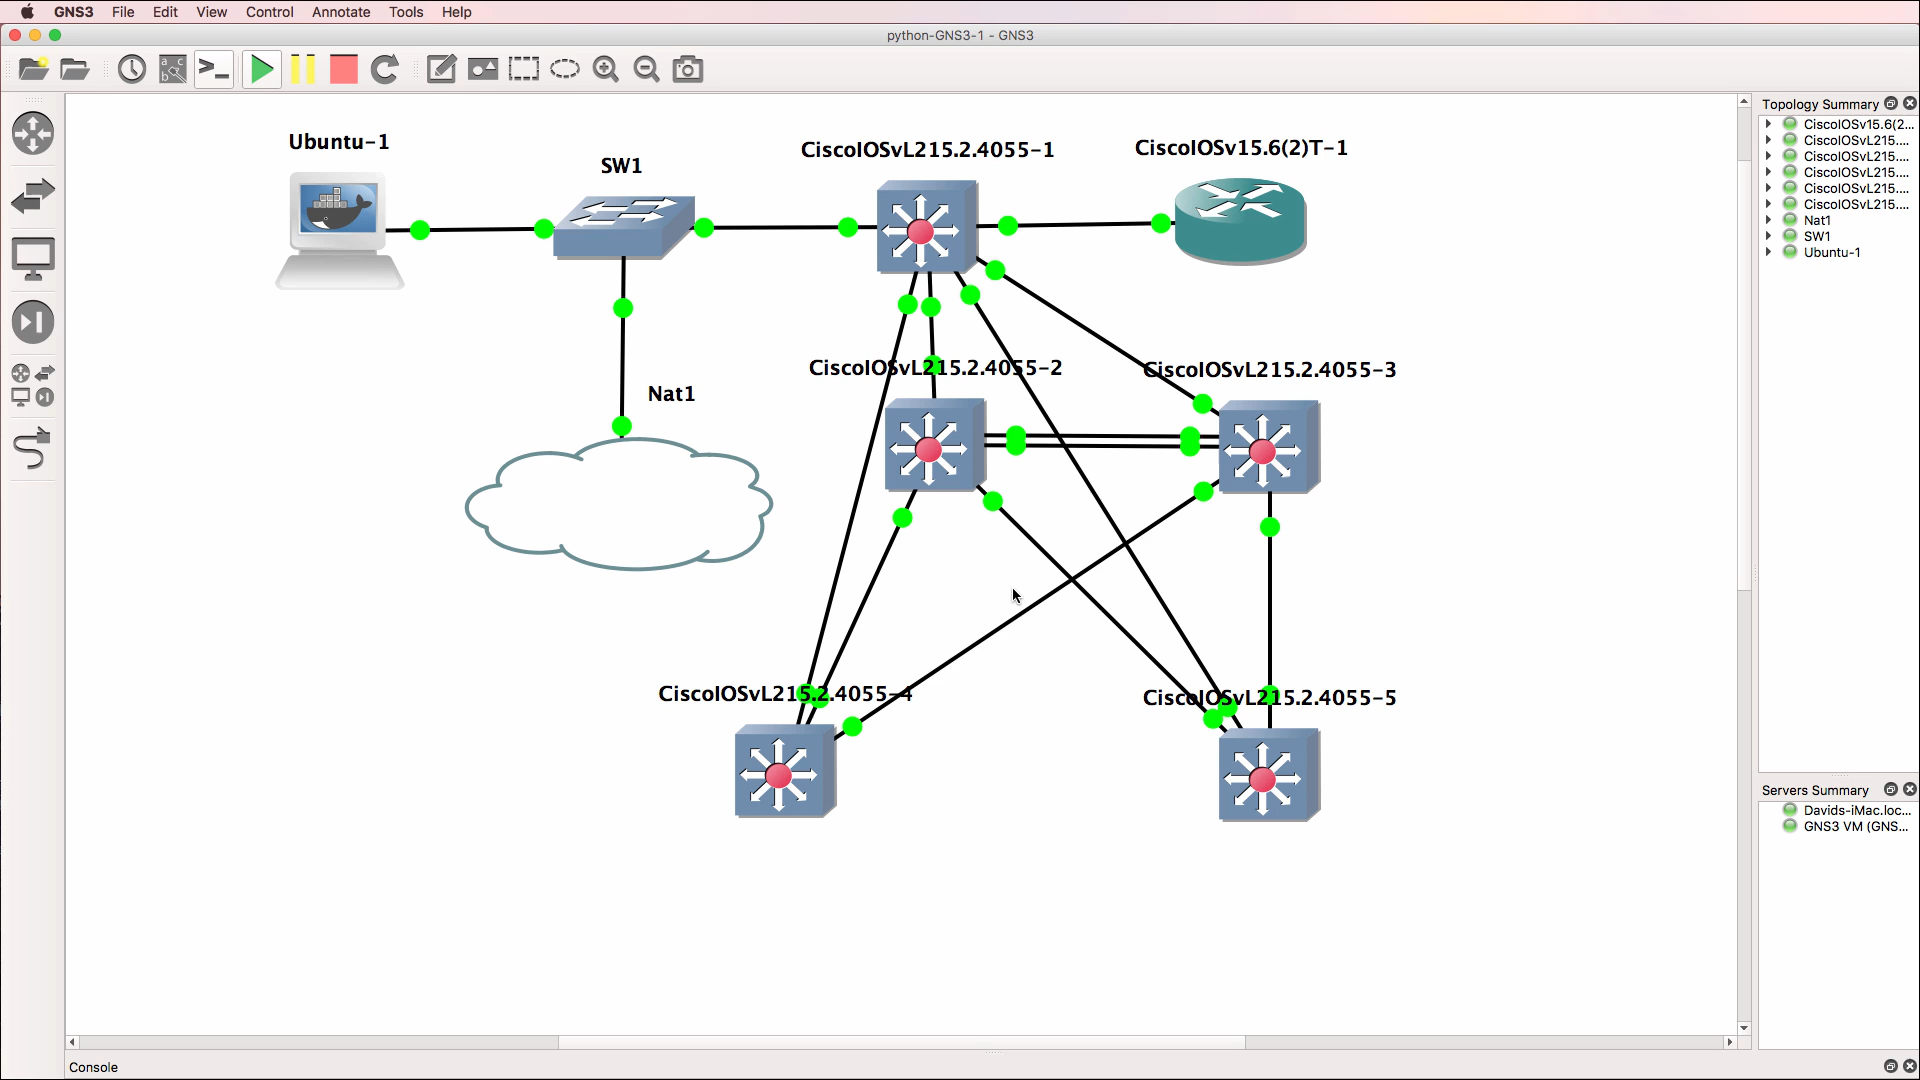 GNS3 File Edit View Control Annotate Tools Help
python-GNS3-1 - GNS3
Ubuntu-1
SW1
CiscoIOSvL215.2.4055-1
CiscoIOSv15.6(2)T-1
CiscoIOSvL215.2.4055-2
CiscoIOSvL215.2.4055-3
Nat1
CiscoIOSvL215.2.4055-4
CiscoIOSvL215.2.4055-5
Topology Summary
CiscoIOSv15.6(2...
CiscoIOSvL215....
CiscoIOSvL215....
CiscoIOSvL215....
CiscoIOSvL215....
CiscoIOSvL215....
Nat1
SW1
Ubuntu-1
Servers Summary
Davids-iMac.loc...
GNS3 VM (GNS...
Console